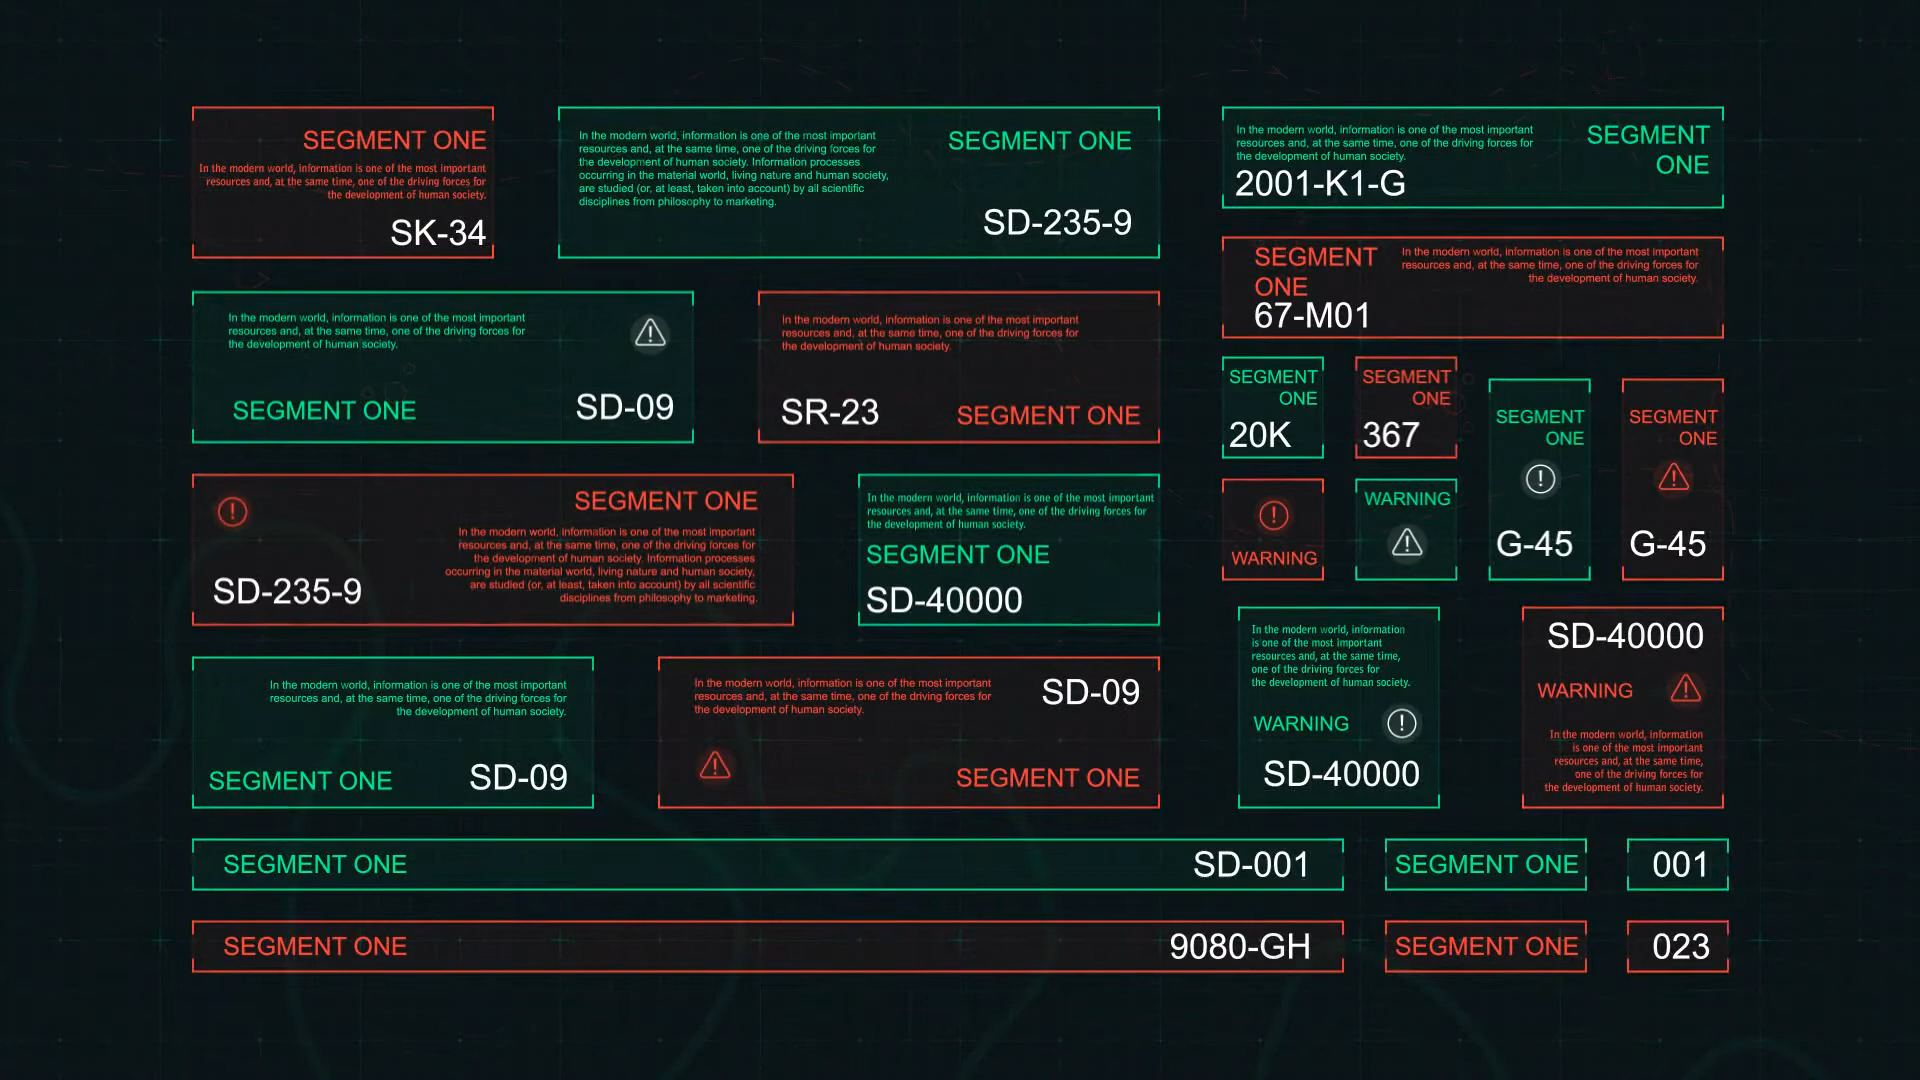 SEGMENT ONE
In the modern world, information is one of the most important
resources and, at the same time, one of the driving forces for
the development of human society.
SK-34
In the modern world, information is one of the most important
resources and, at the same time, one of the driving forces for
the development of human society. Information processes
occurring in the material world, living nature and human society,
are studied (or, at least, taken into account) by all scientific
disciplines from philosophy to marketing.
SEGMENT ONE
SD-235-9
In the modern world, information is one of the most important
resources and, at the same time, one of the driving forces for
the development of human society.
2001-K1-G
SEGMENT
ONE
SEGMENT
ONE
67-M01
In the modern world, information is one of the most important
resources and, at the same time, one of the driving forces for
the development of human society.
In the modern world, information is one of the most important
resources and, at the same time, one of the driving forces for
the development of human society.
SEGMENT ONE
SD-09
In the modern world, information is one of the most important
resources and, at the same time, one of the driving forces for
the development of human society.
SR-23
SEGMENT ONE
SEGMENT
ONE
20K
SEGMENT
ONE
367
SEGMENT
ONE
G-45
SEGMENT
ONE
G-45
WARNING
WARNING
SEGMENT ONE
In the modern world, information is one of the most important
resources and, at the same time, one of the driving forces for
the development of human society. Information processes
occurring in the material world, living nature and human society,
are studied (or, at least, taken into account) by all scientific
disciplines from philosophy to marketing.
SD-235-9
In the modern world, information is one of the most important
resources and, at the same time, one of the driving forces for
the development of human society.
SEGMENT ONE
SD-40000
In the modern world, information is one of the most important
resources and, at the same time, one of the driving forces for
the development of human society.
SEGMENT ONE
SD-09
In the modern world, information is one of the most important
resources and, at the same time, one of the driving forces for
the development of human society.
SD-09
SEGMENT ONE
In the modern world, information
is one of the most important
resources and, at the same time,
one of the driving forces for
the development of human society.
WARNING
SD-40000
SD-40000
WARNING
In the modern world, information
is one of the most important
resources and, at the same time,
one of the driving forces for
the development of human society.
SEGMENT ONE
SD-001
SEGMENT ONE
001
SEGMENT ONE
9080-GH
SEGMENT ONE
023